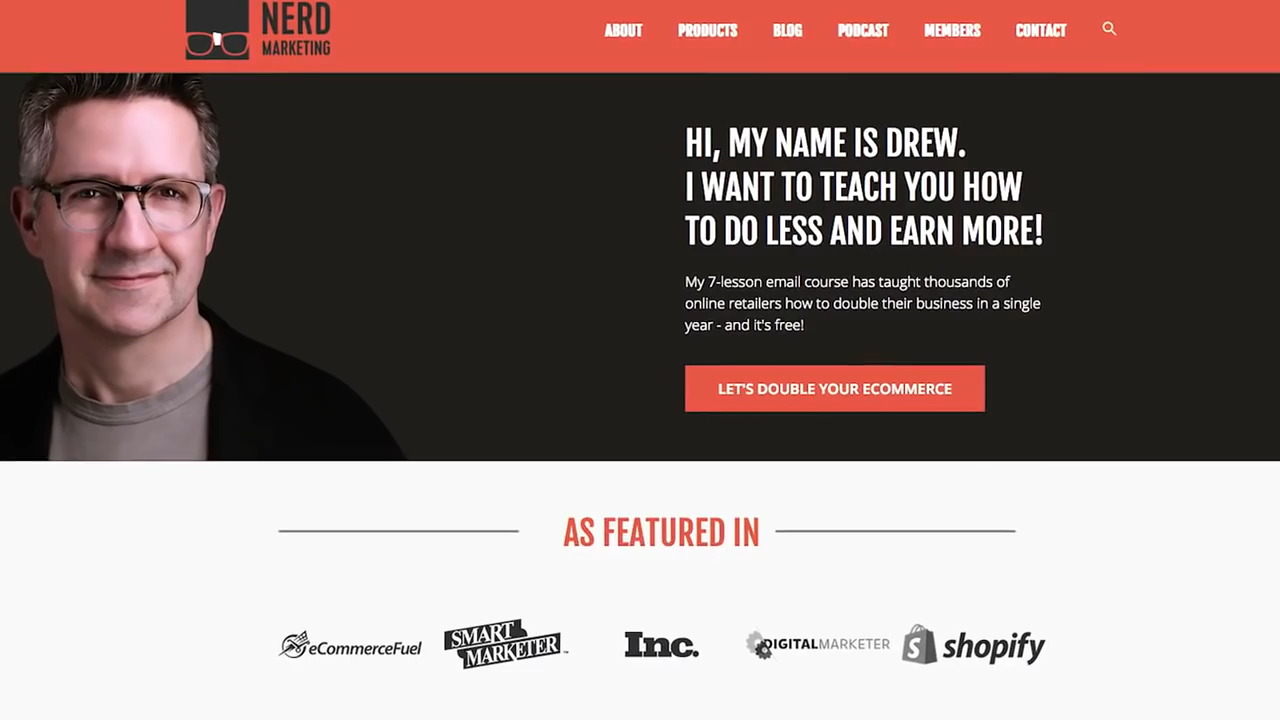 NERD
MARKETING
ABOUT PRODUCTS BLOG PODCAST MEMBERS CONTACT
HI, MY NAME IS DREW.
I WANT TO TEACH YOU HOW
TO DO LESS AND EARN MORE!
My 7-lesson email course has taught thousands of
online retailers how to double their business in a single
year - and it's free!
LET'S DOUBLE YOUR ECOMMERCE
AS FEATURED IN
eCommerceFuel
SMART
MARKETER
Inc.
DIGITALMARKETER
shopify